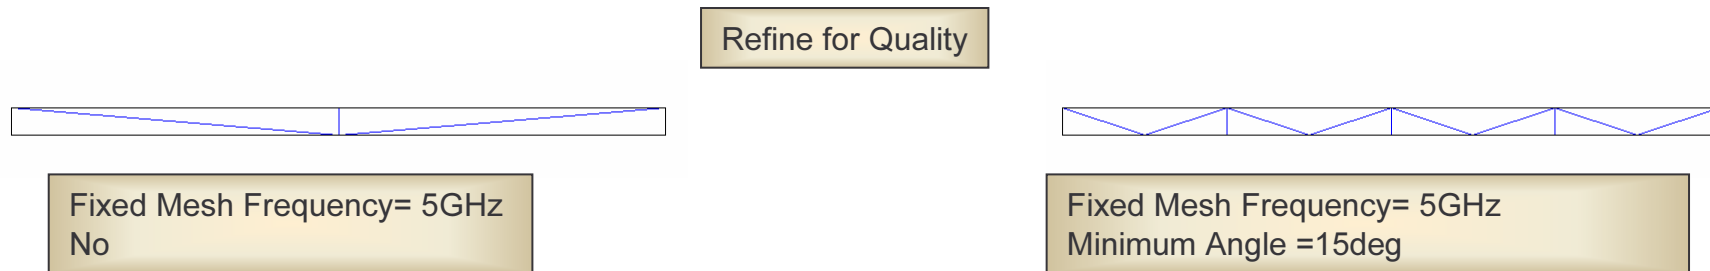 Refine for Quality
Fixed Mesh Frequency= 5GHz
No
Fixed Mesh Frequency= 5GHz
Minimum Angle =15deg